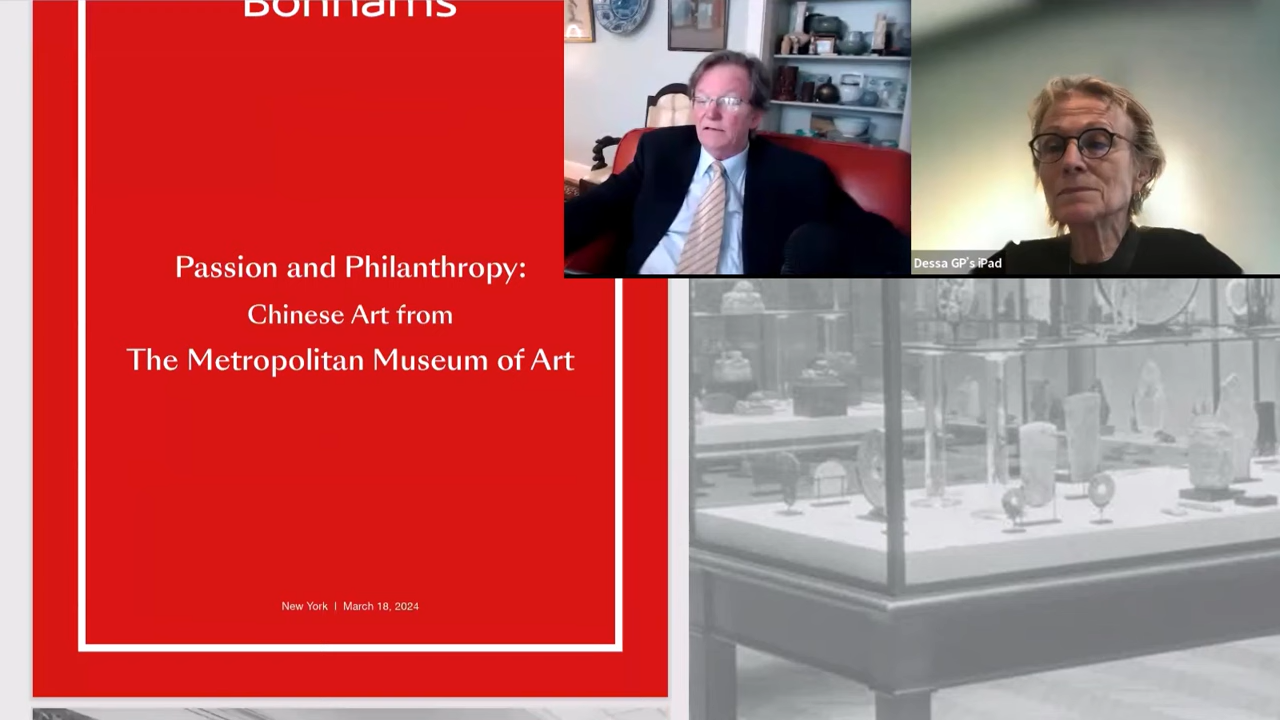 Bonhams
Passion and Philanthropy:
Chinese Art from
The Metropolitan Museum of Art
New York | March 18, 2024
Dessa GP's iPad